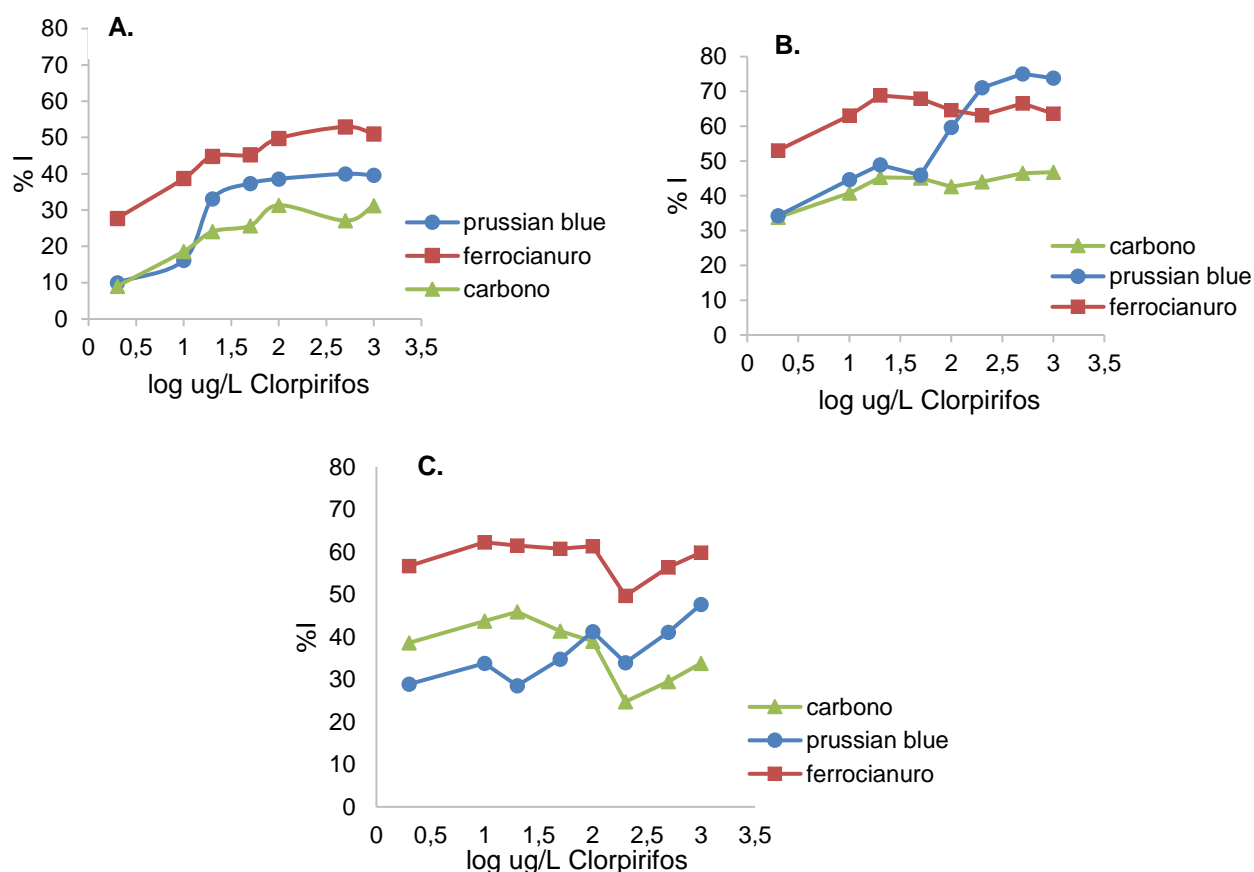 A.
80
70
60
50
40
30
20
10
0
% I
0 0,5 1 1,5 2 2,5 3 3,5
log ug/L Clorpirifos
prussian blue
ferrocianuro
carbono
B.
80
70
60
50
40
30
20
10
0
% I
0 0,5 1 1,5 2 2,5 3 3,5
log ug/L Clorpirifos
carbono
prussian blue
ferrocianuro
C.
80
70
60
50
40
30
20
10
0
%I
0 0,5 1 1,5 2 2,5 3 3,5
log ug/L Clorpirifos
carbono
prussian blue
ferrocianuro